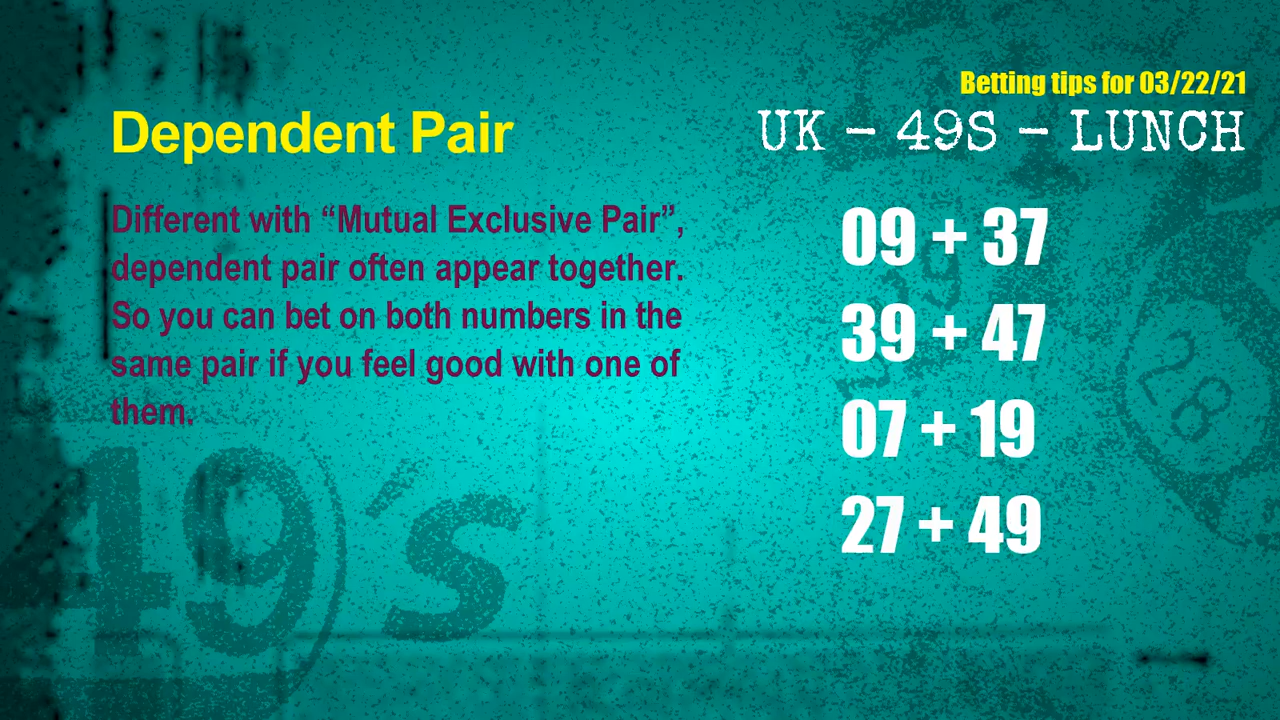 Betting tips for 03/22/21
UK - 49S - LUNCH
Dependent Pair
Different with “Mutual Exclusive Pair”,
dependent pair often appear together.
So you can bet on both numbers in the
same pair if you feel good with one of
them.
09 + 37
39 + 47
07 + 19
27 + 49
49's
39
28